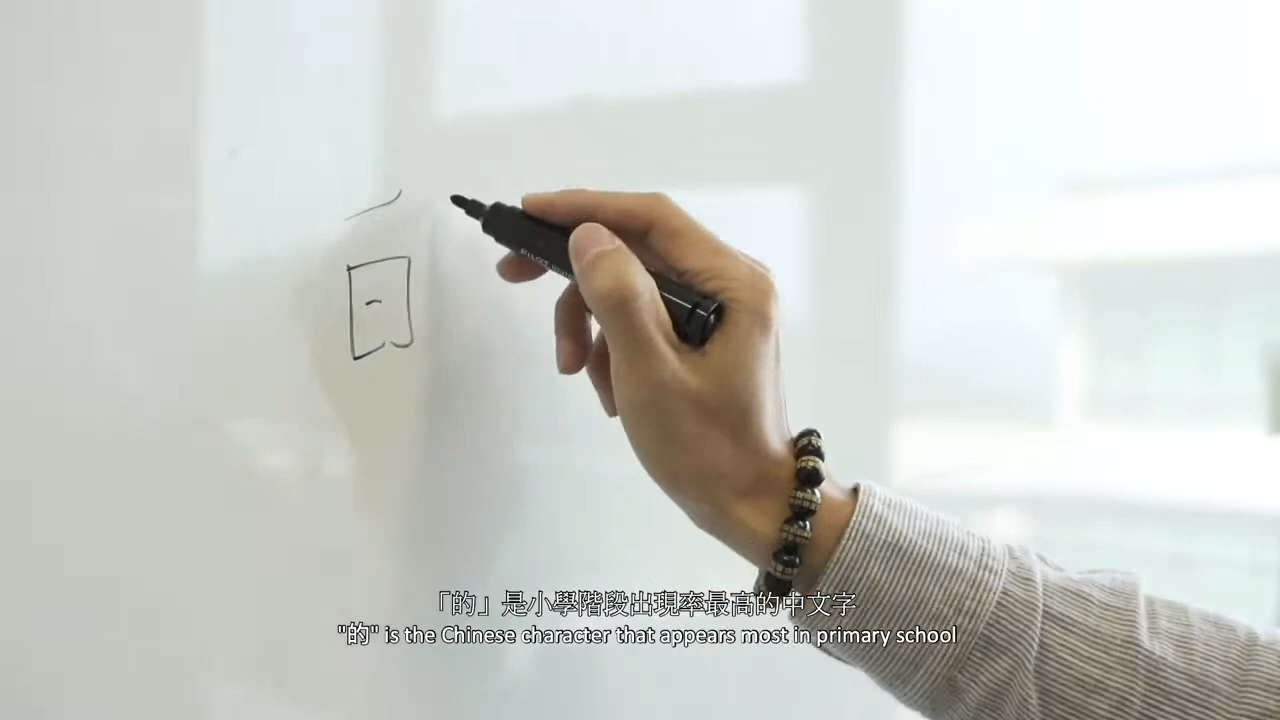 「的」是小學階段出現率最高的中文字
"的" is the Chinese character that appears most in primary school